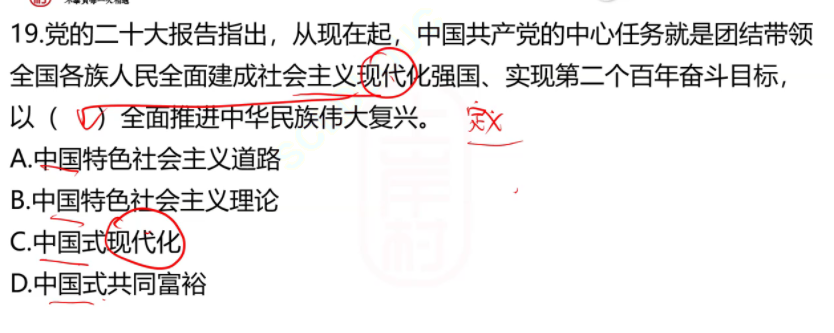 19.党的二十大报告指出，从现在起，中国共产党的中心任务就是团结带领
全国各族人民全面建成社会主义现代化强国、实现第二个百年奋斗目标，
以（ ）全面推进中华民族伟大复兴。
定义
A.中国特色社会主义道路
B.中国特色社会主义理论
C.中国式现代化
D.中国式共同富裕